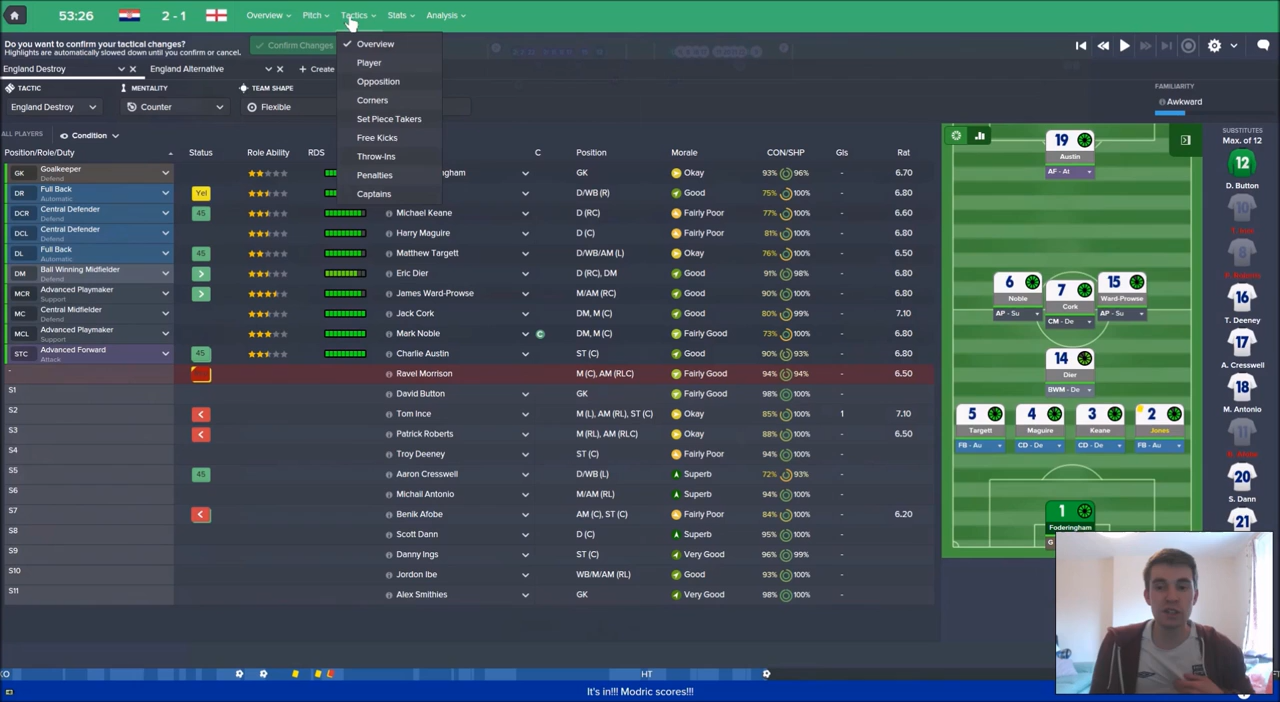 53:26 2 - 1 Overview Pitch Tactics Stats Analysis
Do you want to confirm your tactical changes?
Highlights are automatically slowed down until you confirm or cancel.
Confirm Changes
Overview
Player
Opposition
Corners
Set Piece Takers
Free Kicks
Throw-Ins
Penalties
Captains
England Destroy England Alternative + Create
TACTIC MENTALITY TEAM SHAPE FAMILIARITY
England Destroy Counter Flexible Awkward
ALL PLAYERS Condition
Position/Role/Duty Status Role Ability RDS C Position Morale CON/SHP Gls Rat
GK Goalkeeper Defend GK Okay 93% 96% - 6.70
DR Full Back Automatic Yel D/WB (R) Good 75% 100% - 6.80
DCR Central Defender Defend 45 Michael Keane D (RC) Fairly Poor 77% 100% - 6.60
DCL Central Defender Defend Harry Maguire D (C) Fairly Poor 81% 100% - 6.60
DL Full Back Automatic 45 Matthew Targett D/WB/AM (L) Okay 76% 100% - 6.80
DM Ball Winning Midfielder Defend Eric Dier D (RC), DM Good 91% 98% - 6.80
MCR Advanced Playmaker Support James Ward-Prowse M/AM (RC) Good 90% 100% - 6.80
MC Central Midfielder Defend Jack Cork DM, M (C) Good 80% 99% - 7.10
MCL Advanced Playmaker Support Mark Noble C DM, M (C) Fairly Good 73% 100% - 6.80
STC Advanced Forward Attack 45 Charlie Austin ST (C) Good 90% 93% - 6.80
- Ravel Morrison M (C), AM (RLC) Fairly Good 94% 94% - 6.50
S1 David Button GK Fairly Good 98% 100% -
S2 Tom Ince M (L), AM (RL), ST (C) Okay 85% 100% 1 7.10
S3 Patrick Roberts M (RL), AM (RLC) Okay 88% 100% - 6.50
S4 Troy Deeney ST (C) Fairly Poor 94% 100% -
S5 45 Aaron Cresswell D/WB (L) Superb 72% 93% -
S6 Michail Antonio M/AM (RL) Superb 94% 100% -
S7 Benik Afobe AM (C), ST (C) Fairly Poor 84% 100% - 6.20
S8 Scott Dann D (C) Superb 95% 100% -
S9 Danny Ings ST (C) Very Good 96% 99% -
S10 Jordon Ibe WB/M/AM (RL) Good 93% 100% -
S11 Alex Smithies GK Very Good 98% 100% -
19
Austin
AF - At
6 7 15
Noble Cork Ward-Prowse
AP - Su CM - De AP - Su
14
Dier
BWM - De
5 4 3 2
Targett Maguire Keane Jones
FB - Au CD - De CD - De FB - Au
1
Foderingham
G
SUBSTITUTES
Max. of 12
12
D. Button
10
T. Ince
8
P. Roberts
16
T. Deeney
17
A. Cresswell
18
M. Antonio
11
B. Afobe
20
S. Dann
21
KO HT
It's in!!! Modric scores!!!